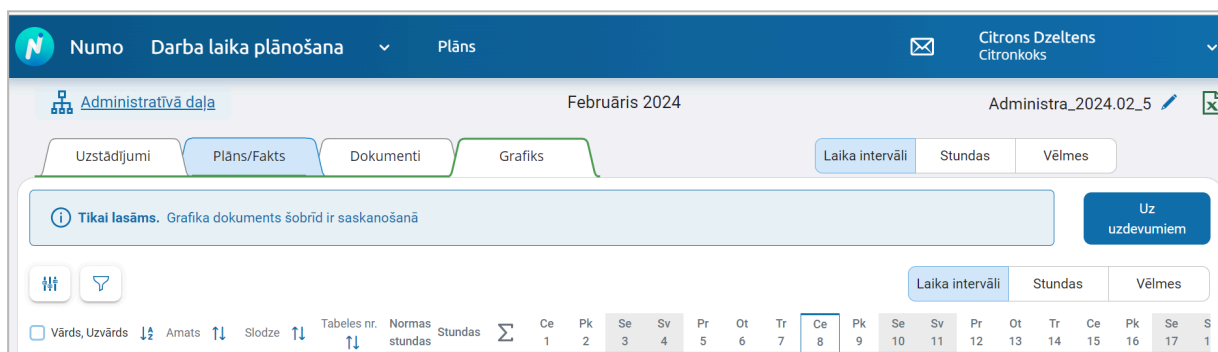 Numo Darba laika plānošana Plāns Citrons Dzeltens
Citronkoks
Administratīvā daļa Februāris 2024 Administra_2024.02_5
Uzstādījumi Plāns/Fakts Dokumenti Grafiks Laika intervāli Stundas Vēlmes
Tikai lasāms. Grafika dokuments šobrīd ir saskanošanā
Uz
uzdevumiem
Laika intervāli Stundas Vēlmes
Vārds, Uzvārds Amats Slodze Tabeles nr. Normas stundas Stundas Σ Ce Pk Se Sv Pr Ot Tr Ce Pk Se Sv Pr Ot Tr Ce Pk Se
1 2 3 4 5 6 7 8 9 10 11 12 13 14 15 16 17